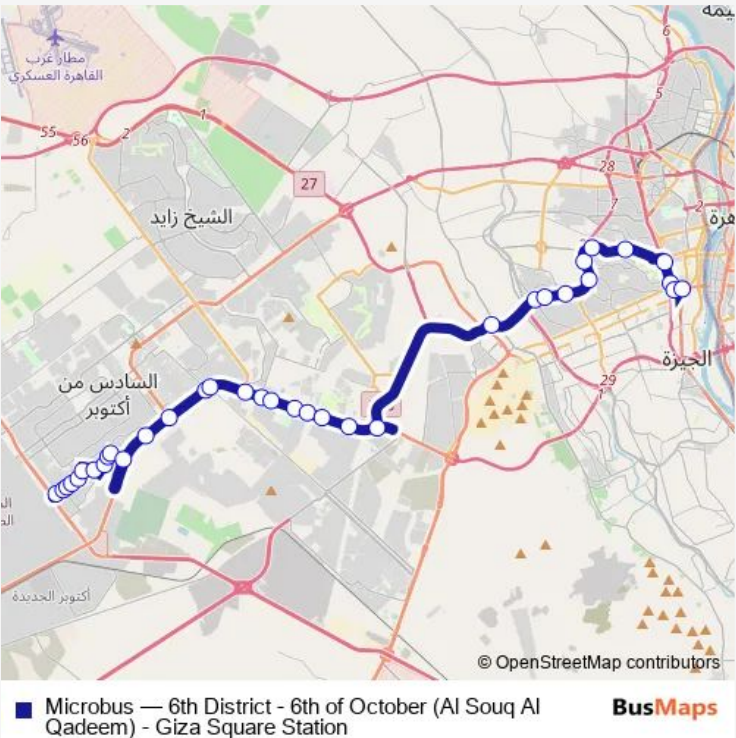 6
مطار غرب
القاهرة العسكري
5
1
55
56
2
27
28
7
2
الشيخ زايد
السادس من
أكتوبر
الجيزة
29
1
أكتوبر الجديدة
© OpenStreetMap contributors
Microbus — 6th District - 6th of October (Al Souq Al
Qadeem) - Giza Square Station
BusMaps